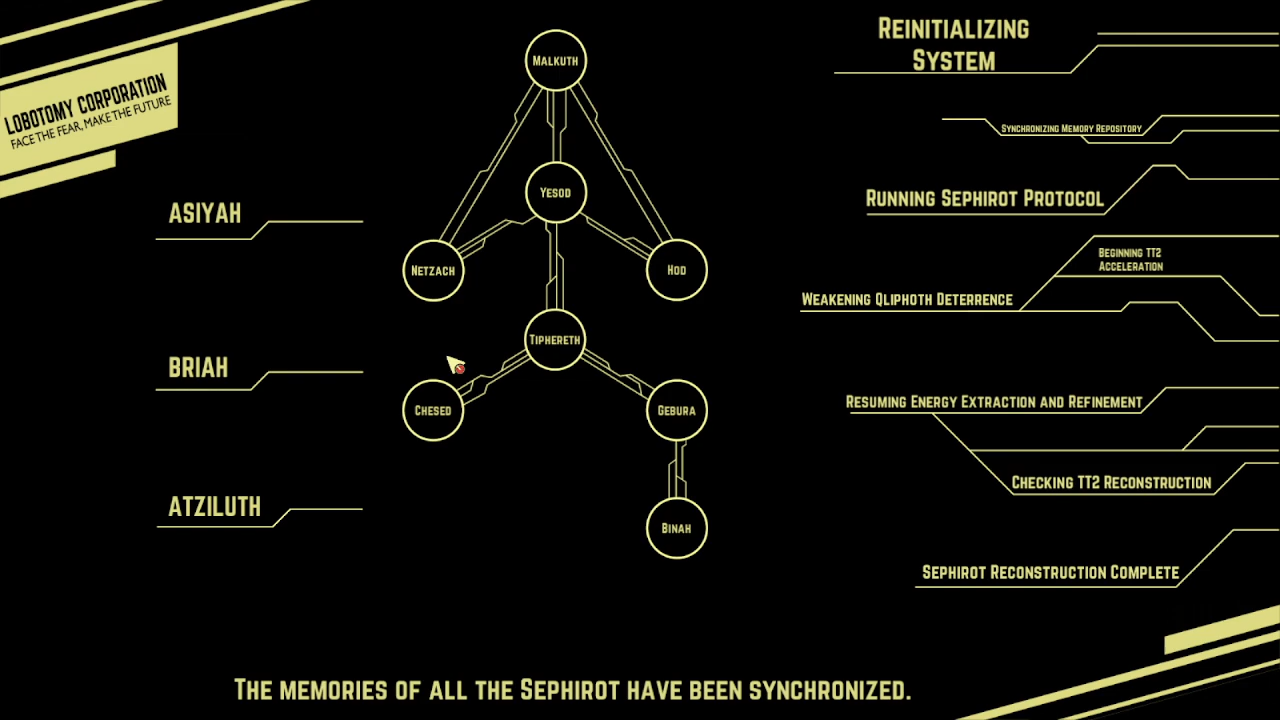 LOBOTOMY CORPORATION
FACE THE FEAR, MAKE THE FUTURE
ASIYAH
BRIAH
ATZILUTH
MALKUTH
YESOD
NETZACH
HOD
TIPHERETH
CHESED
GEBURA
BINAH
REINITIALIZING
SYSTEM
SYNCHRONIZING MEMORY REPOSITORY
RUNNING SEPHIROT PROTOCOL
BEGINNING TT2
ACCELERATION
WEAKENING QLIPHOTH DETERRENCE
RESUMING ENERGY EXTRACTION AND REFINEMENT
CHECKING TT2 RECONSTRUCTION
SEPHIROT RECONSTRUCTION COMPLETE
THE MEMORIES OF ALL THE SEPHIROT HAVE BEEN SYNCHRONIZED.